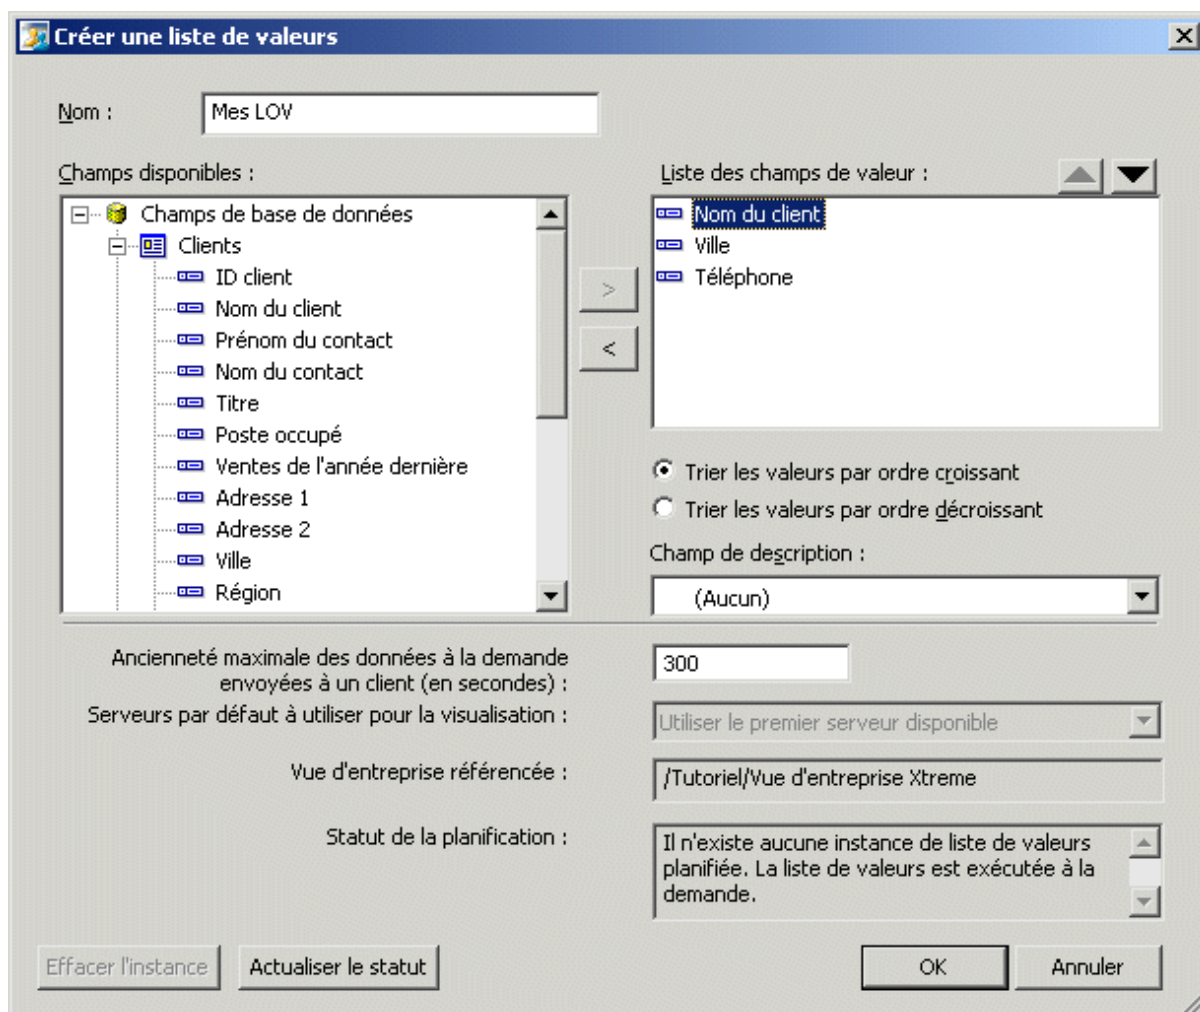 Créer une liste de valeurs
Nom :
Mes LOV
Champs disponibles :
Champs de base de données
Clients
ID client
Nom du client
Prénom du contact
Nom du contact
Titre
Poste occupé
Ventes de l'année dernière
Adresse 1
Adresse 2
Ville
Région
>
<
Liste des champs de valeur :
Nom du client
Ville
Téléphone
Trier les valeurs par ordre croissant
Trier les valeurs par ordre décroissant
Champ de description :
(Aucun)
Ancienneté maximale des données à la demande
envoyées à un client (en secondes) :
300
Serveurs par défaut à utiliser pour la visualisation :
Utiliser le premier serveur disponible
Vue d'entreprise référencée :
/Tutoriel/Vue d'entreprise Xtreme
Statut de la planification :
Il n'existe aucune instance de liste de valeurs
planifiée. La liste de valeurs est exécutée à la
demande.
Effacer l'instance
Actualiser le statut
OK
Annuler